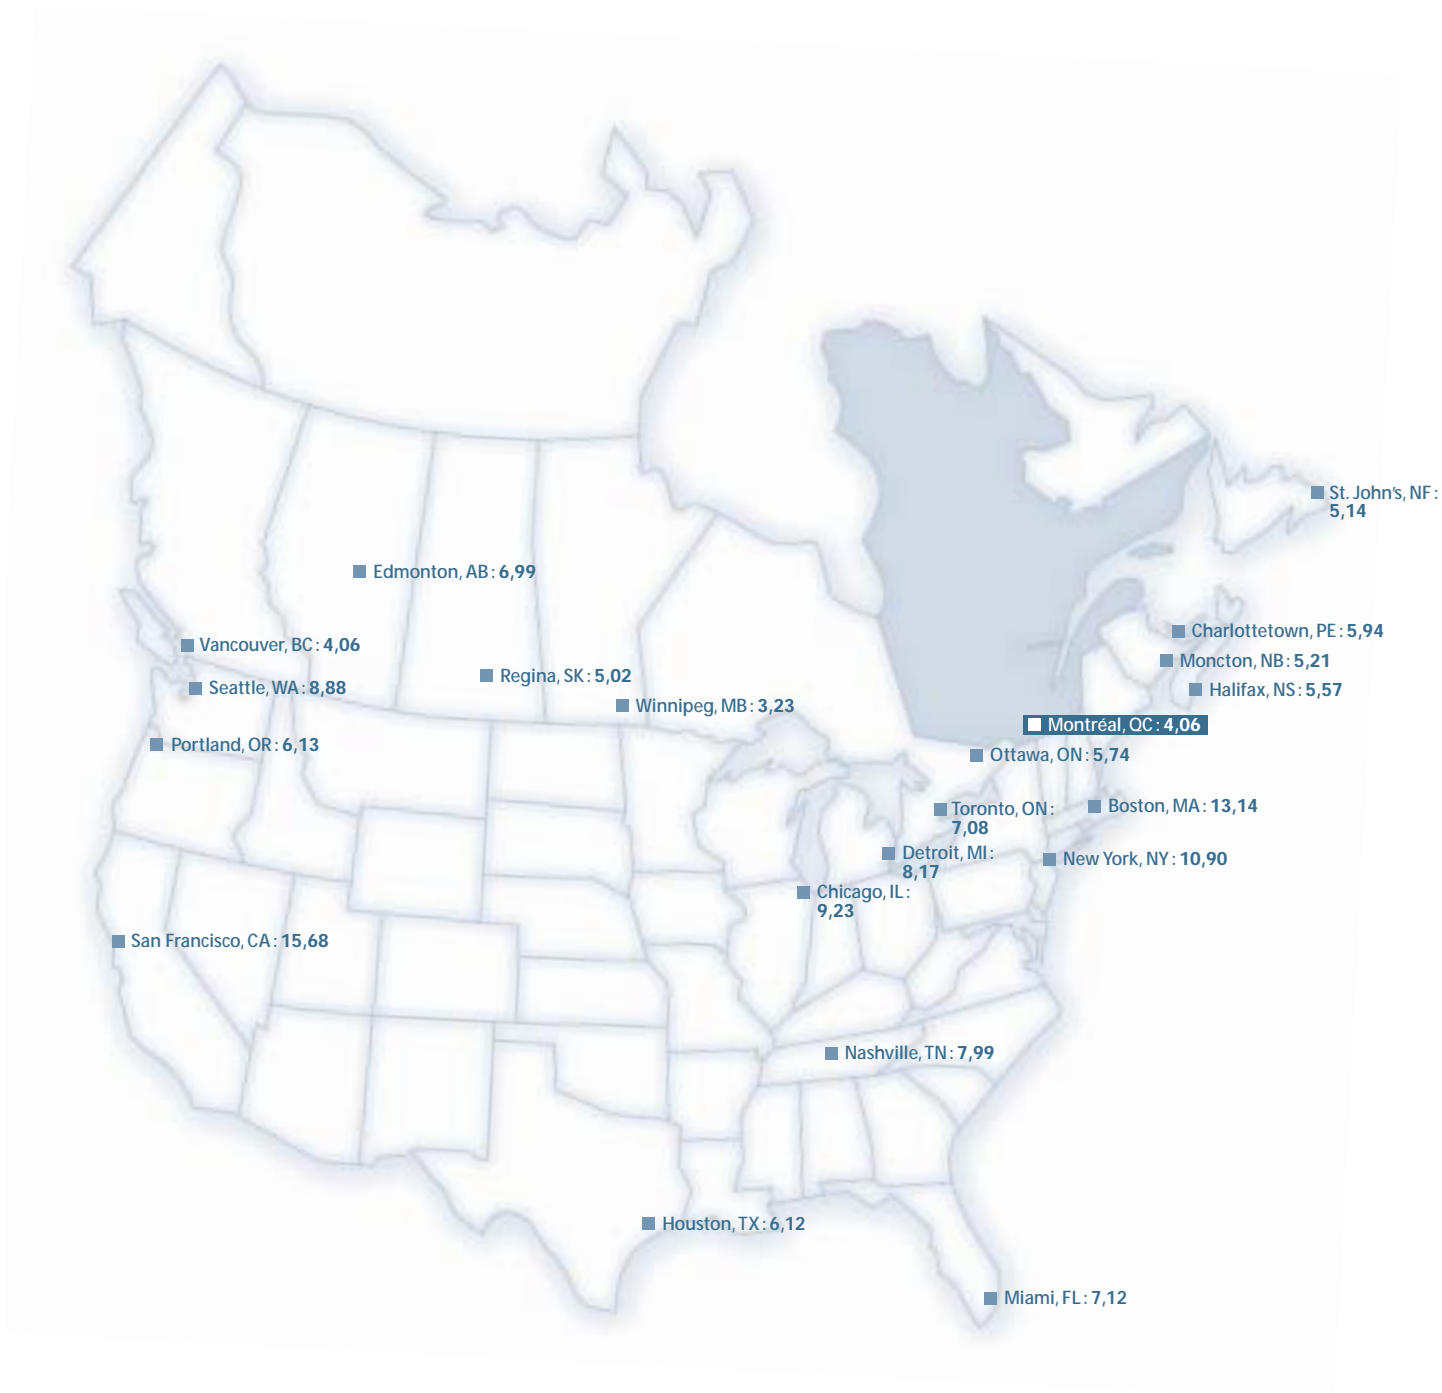 St. John's, NF :
5,14
Edmonton, AB : 6,99
Charlottetown, PE : 5,94
Vancouver, BC : 4,06
Moncton, NB : 5,21
Regina, SK : 5,02
Seattle, WA : 8,88
Halifax, NS : 5,57
Winnipeg, MB : 3,23
Montréal, QC : 4,06
Portland, OR : 6,13
Ottawa, ON : 5,74
Toronto, ON :
7,08
Boston, MA : 13,14
Detroit, MI :
8,17
New York, NY : 10,90
Chicago, IL :
9,23
San Francisco, CA : 15,68
Nashville, TN : 7,99
Houston, TX : 6,12
Miami, FL : 7,12